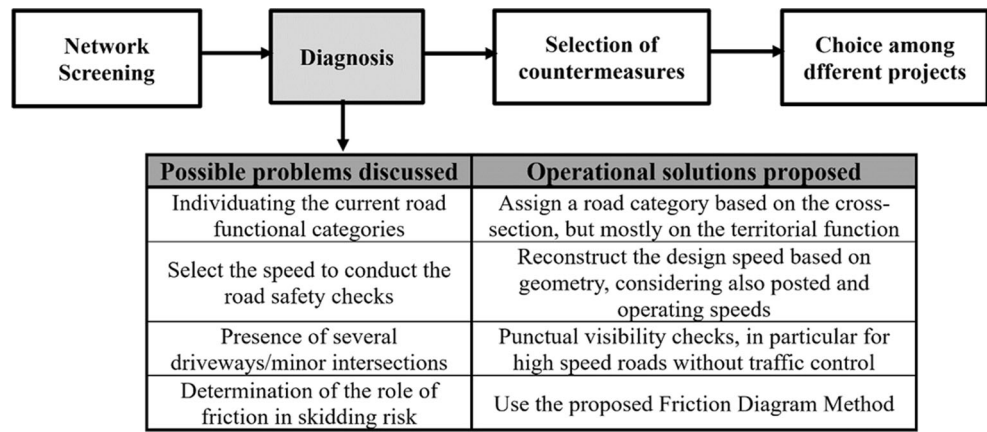 Network
Screening
Diagnosis
Selection of
countermeasures
Choice among
dfferent projects
Possible problems discussed
Operational solutions proposed
Individuating the current road
functional categories
Assign a road category based on the cross-
section, but mostly on the territorial function
Select the speed to conduct the
road safety checks
Reconstruct the design speed based on
geometry, considering also posted and
operating speeds
Presence of several
driveways/minor intersections
Punctual visibility checks, in particular for
high speed roads without traffic control
Determination of the role of
friction in skidding risk
Use the proposed Friction Diagram Method